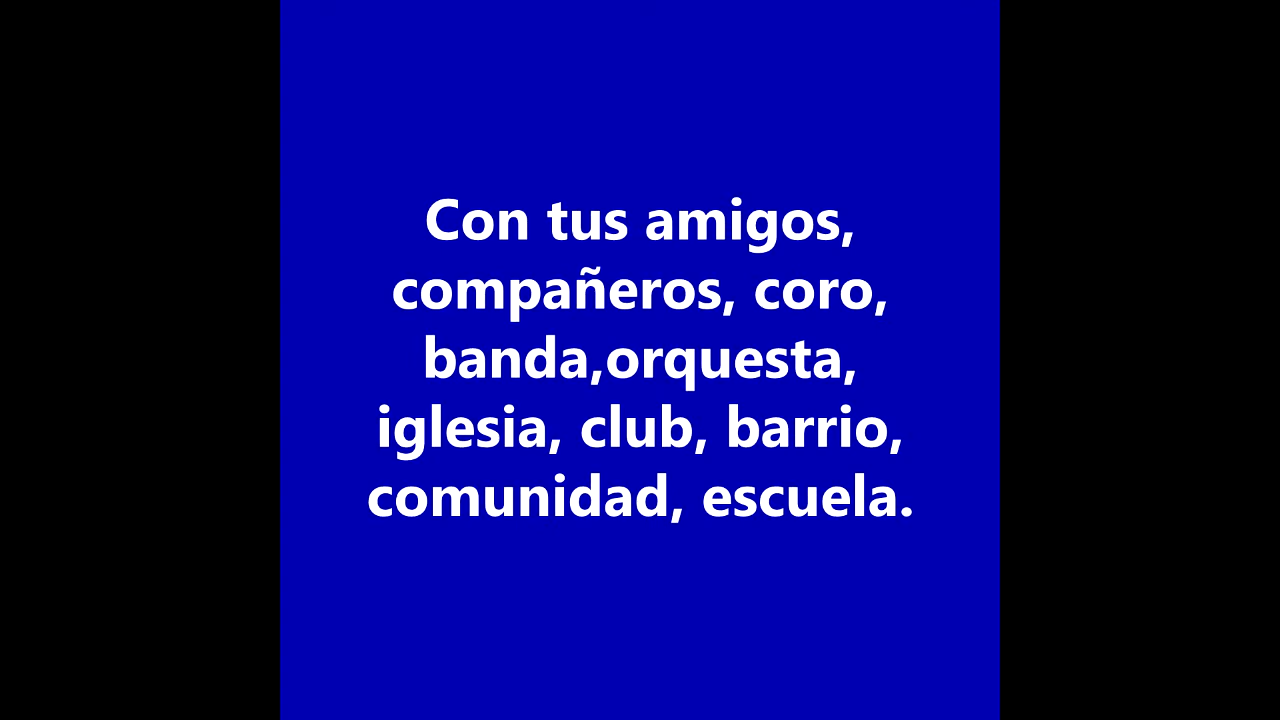 Con tus amigos,
compañeros, coro,
banda,orquesta,
iglesia, club, barrio,
comunidad, escuela.